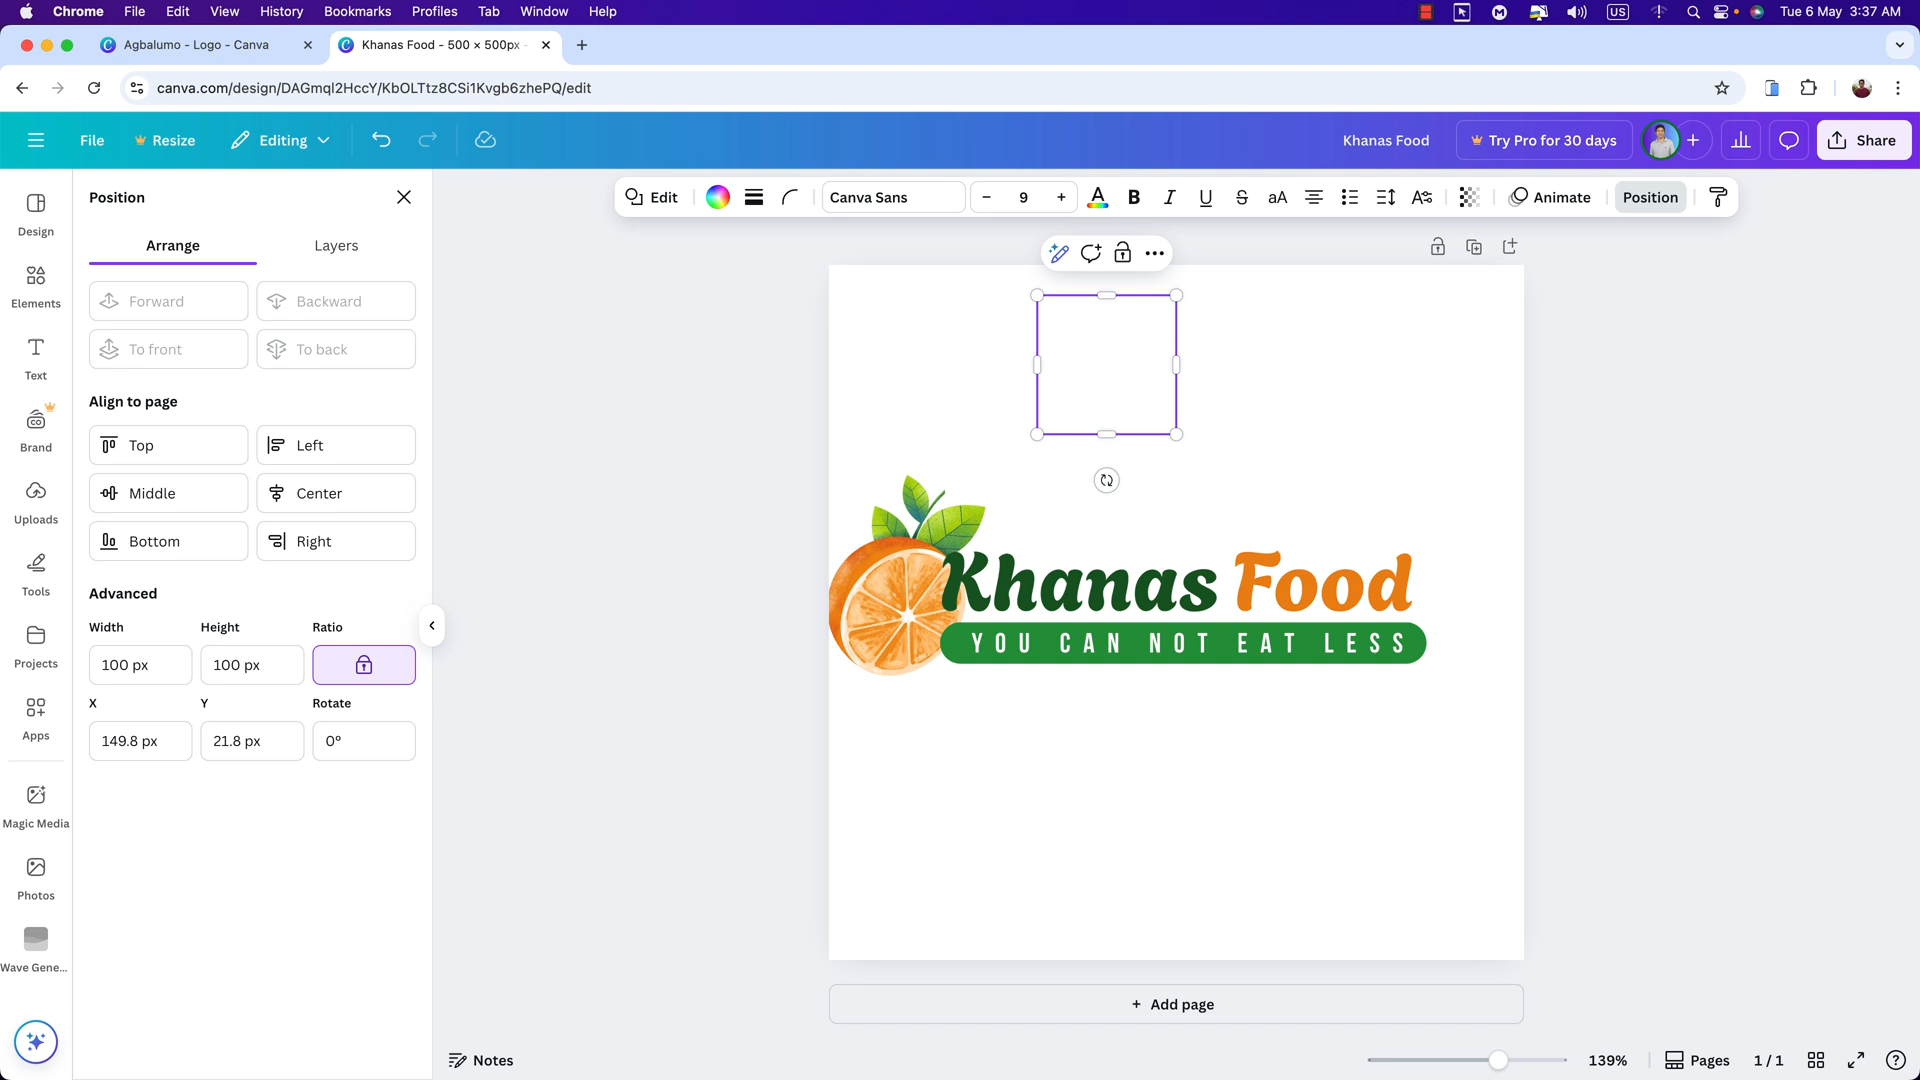 Chrome File Edit View History Bookmarks Profiles Tab Window Help
US Tue 6 May 3:37 AM
Agbalumo - Logo - Canva
Khanas Food - 500 × 500px -
canva.com/design/DAGmql2HccY/KbOLTtz8CSi1Kvgb6zhePQ/edit
File Resize Editing
Khanas Food Try Pro for 30 days Share
Design
Elements
Text
Brand
Uploads
Tools
Projects
Apps
Magic Media
Photos
Wave Gene...
Position
Arrange Layers
Forward Backward
To front To back
Align to page
Top Left
Middle Center
Bottom Right
Advanced
Width Height Ratio
100 px 100 px
X Y Rotate
149.8 px 21.8 px 0°
Edit Canva Sans - 9 + A B I U S aA Animate Position
Khanas Food
YOU CAN NOT EAT LESS
+ Add page
Notes
139% Pages 1 / 1